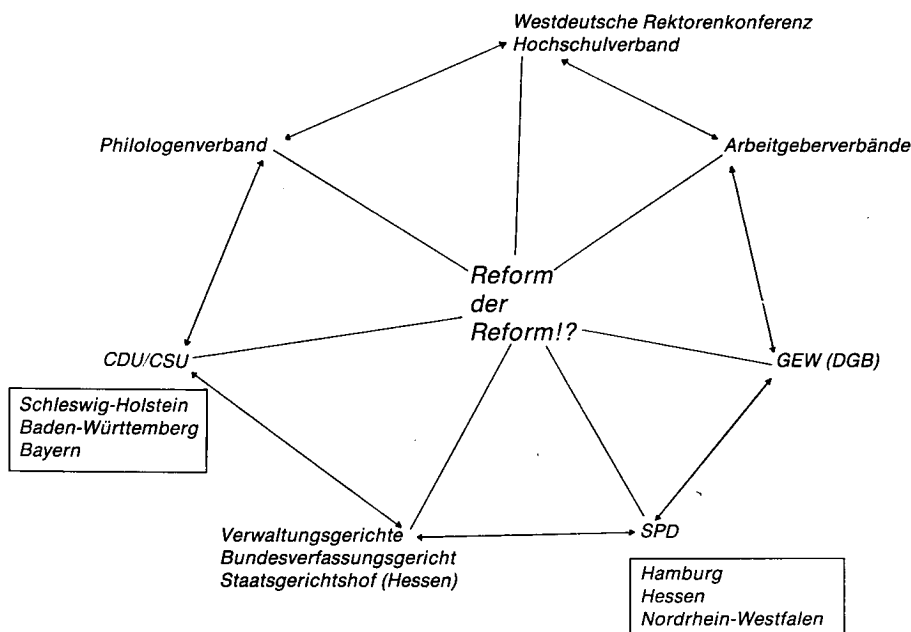 Westdeutsche Rektorenkonferenz
Hochschulverband
Philologenverband
Arbeitgeberverbände
Reform
der
Reform!?
CDU/CSU
GEW (DGB)
Schleswig-Holstein
Baden-Württemberg
Bayern
Verwaltungsgerichte
Bundesverfassungsgericht
Staatsgerichtshof (Hessen)
SPD
Hamburg
Hessen
Nordrhein-Westfalen